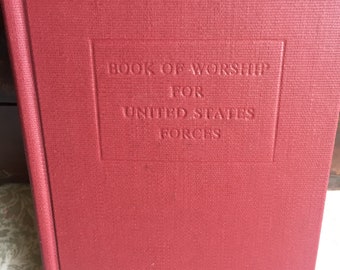 BOOK OF WORSHIP
FOR
UNITED STATES
FORCES